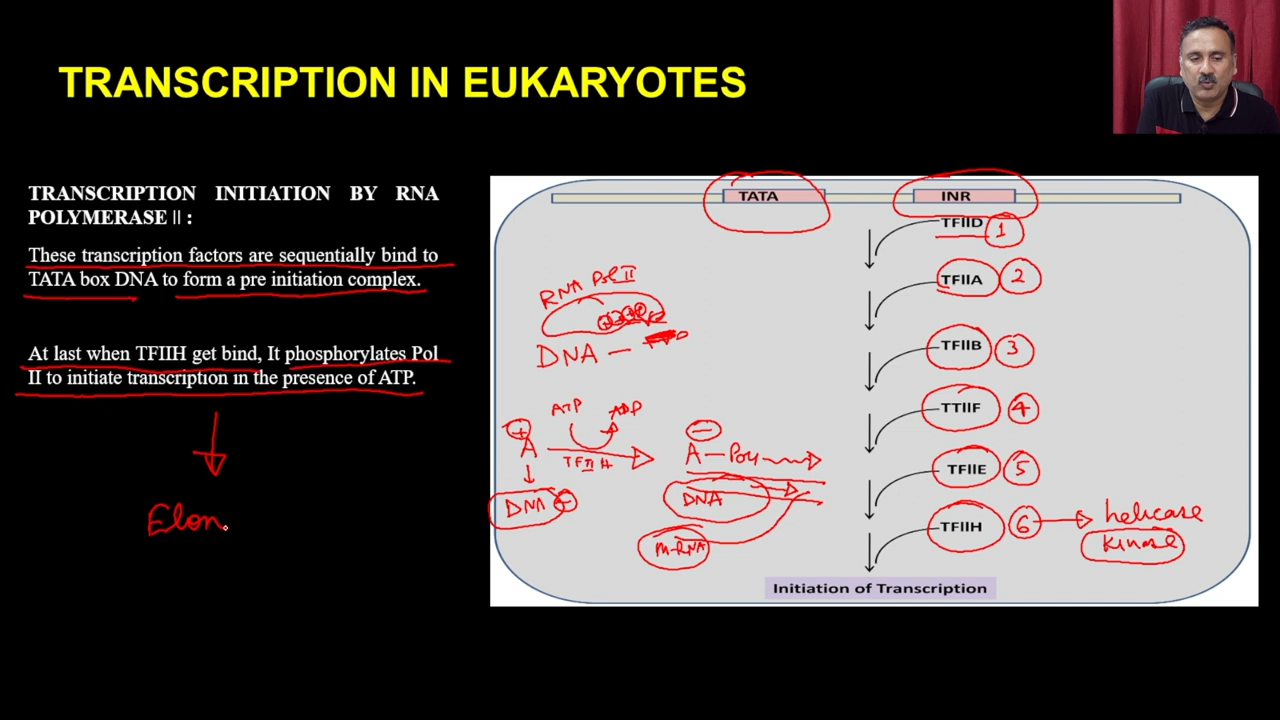 TRANSCRIPTION IN EUKARYOTES
TRANSCRIPTION INITIATION BY RNA
POLYMERASE II :
These transcription factors are sequentially bind to
TATA box DNA to form a pre initiation complex.
At last when TFIIH get bind, It phosphorylates Pol
II to initiate transcription in the presence of ATP.
Elon
TATA
INR
TFIID 1
TFIIA 2
TFIIB 3
TTIIF 4
TFIIE 5
TFIIH 6 helicase
kinase
Initiation of Transcription
RNA Pol II
DNA –
+
A
ATP
ADP
TFIIH
DNA –
–
A – Pol
DNA
m-RNA